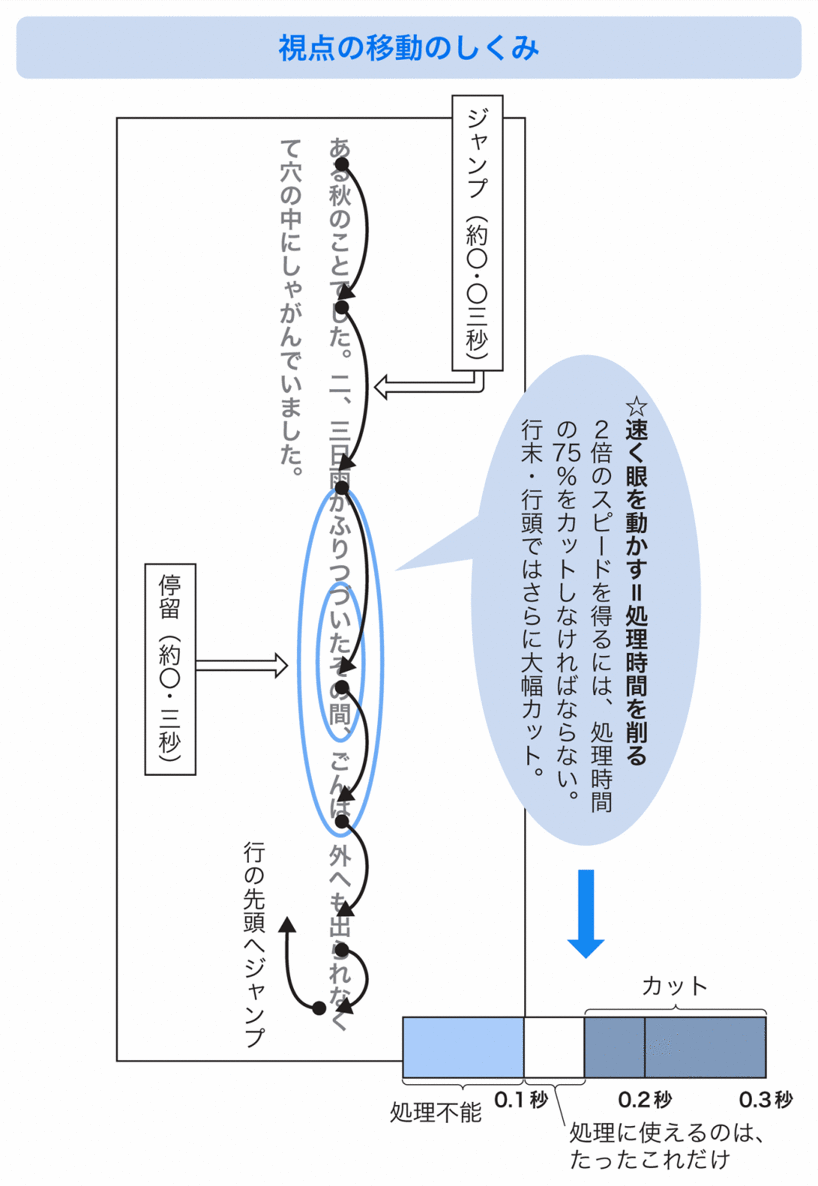 視点の移動のしくみ
ジャンプ（約〇・〇三秒）
ある秋のことでした。二、三日雨がふりつづいたその間、ごんは、外へも出られなく
て穴の中にしゃがんでいました。
☆速く眼を動かす＝処理時間を削る
２倍のスピードを得るには、処理時間
の75％をカットしなければならない。
行末・行頭ではさらに大幅カット。
停留（約〇・三秒）
行の先頭へジャンプ
カット
0.1秒
0.2秒
0.3秒
処理不能
処理に使えるのは、
たったこれだけ